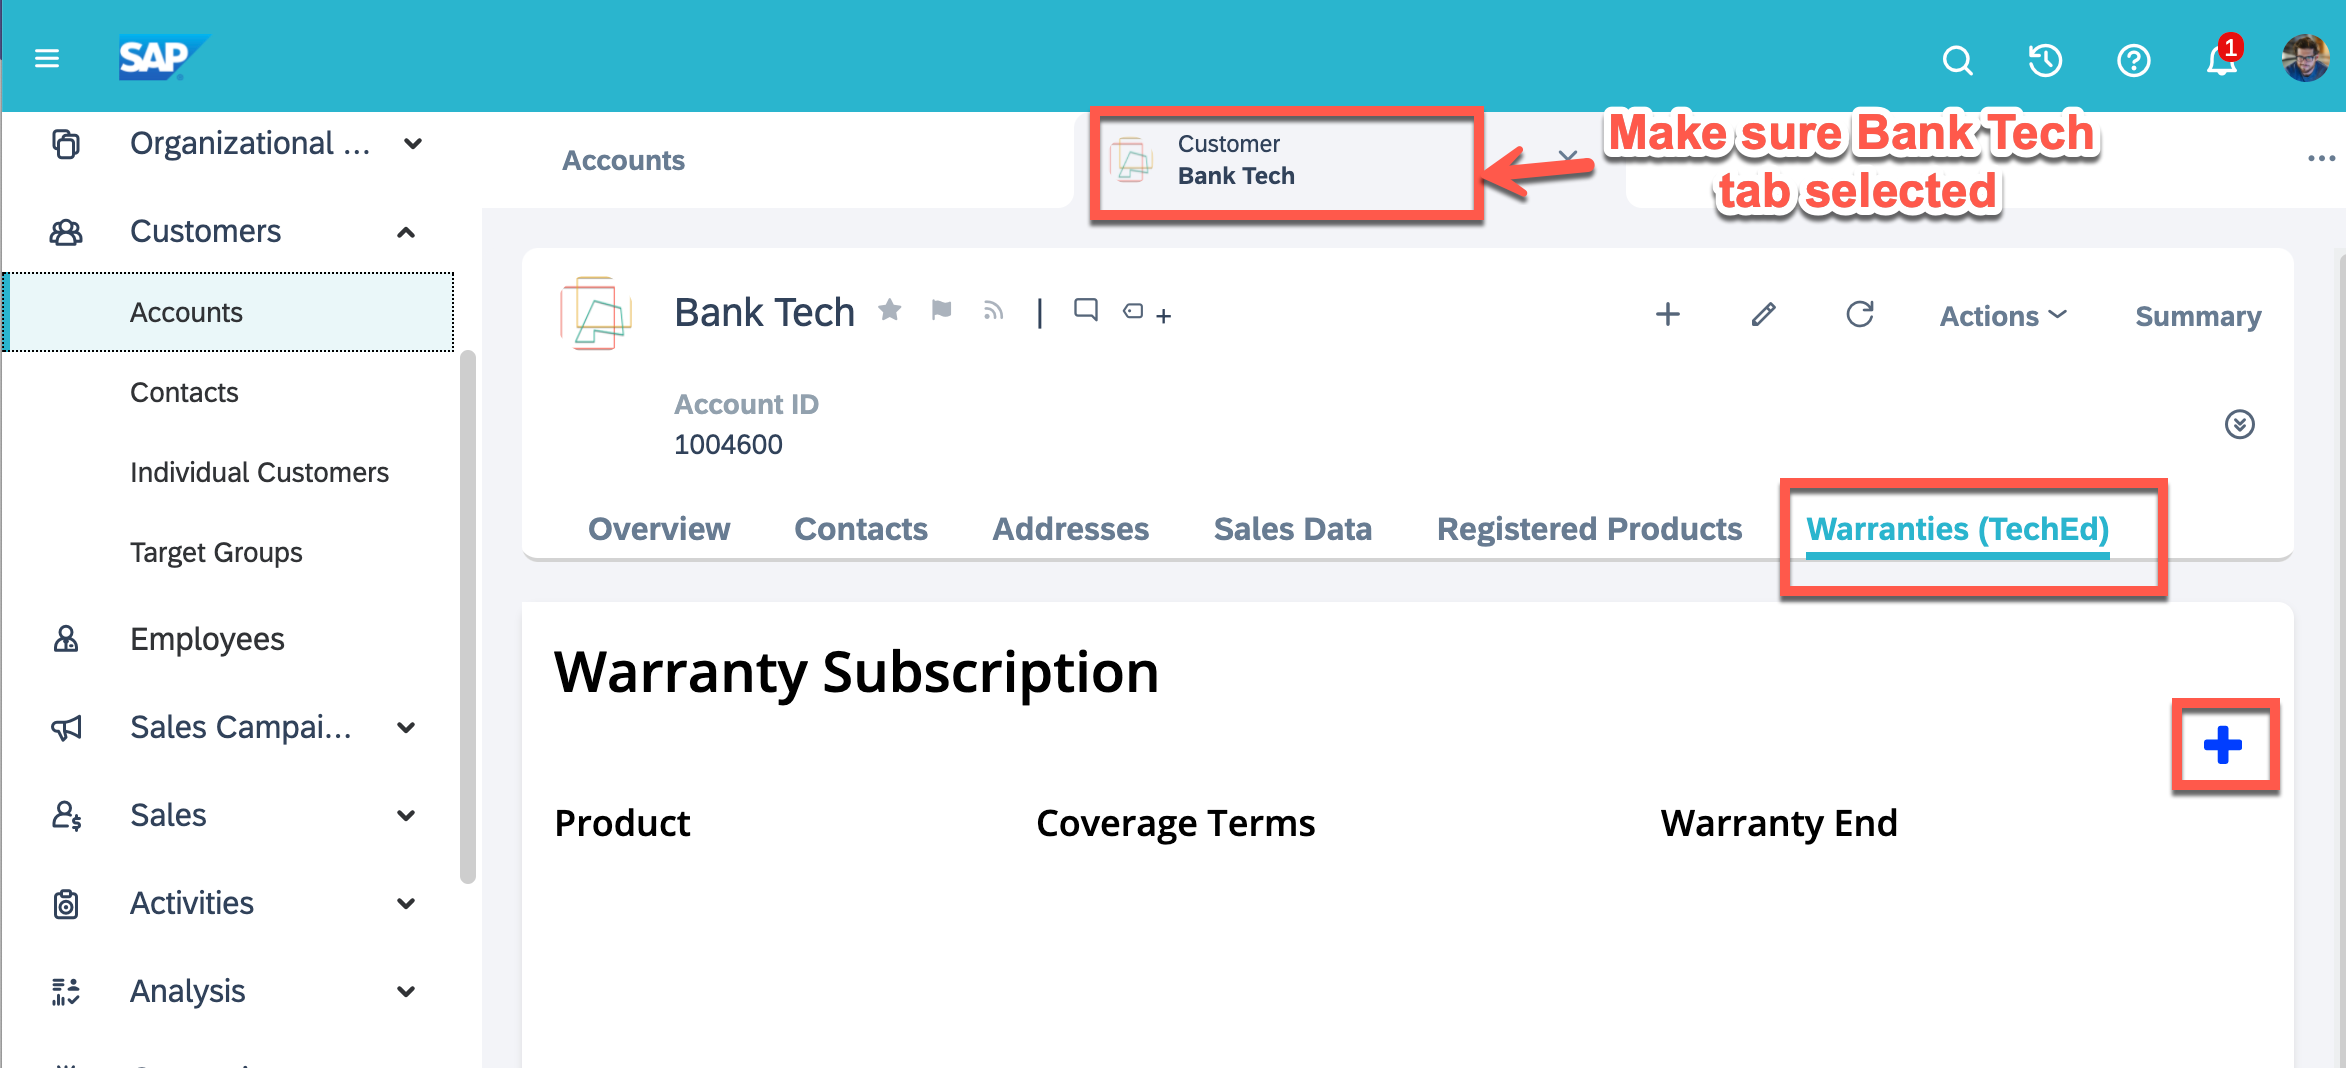 SAP
1
Organizational ...
Customers
Accounts
Contacts
Individual Customers
Target Groups
Employees
Sales Campai...
Sales
Activities
Analysis
Accounts
Customer
Bank Tech
Make sure Bank Tech
tab selected
Bank Tech
Actions
Summary
Account ID
1004600
Overview
Contacts
Addresses
Sales Data
Registered Products
Warranties (TechEd)
Warranty Subscription
Product
Coverage Terms
Warranty End